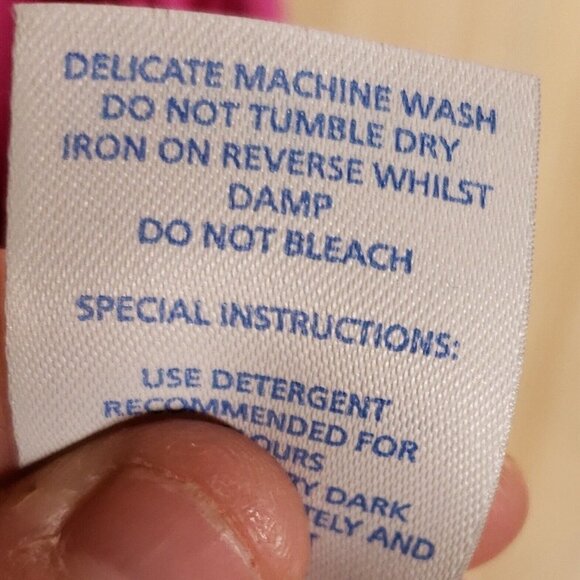 DELICATE MACHINE WASH
DO NOT TUMBLE DRY
IRON ON REVERSE WHILST
DAMP
DO NOT BLEACH
SPECIAL INSTRUCTIONS:
USE DETERGENT
RECOMMENDED FOR
DARK
AND